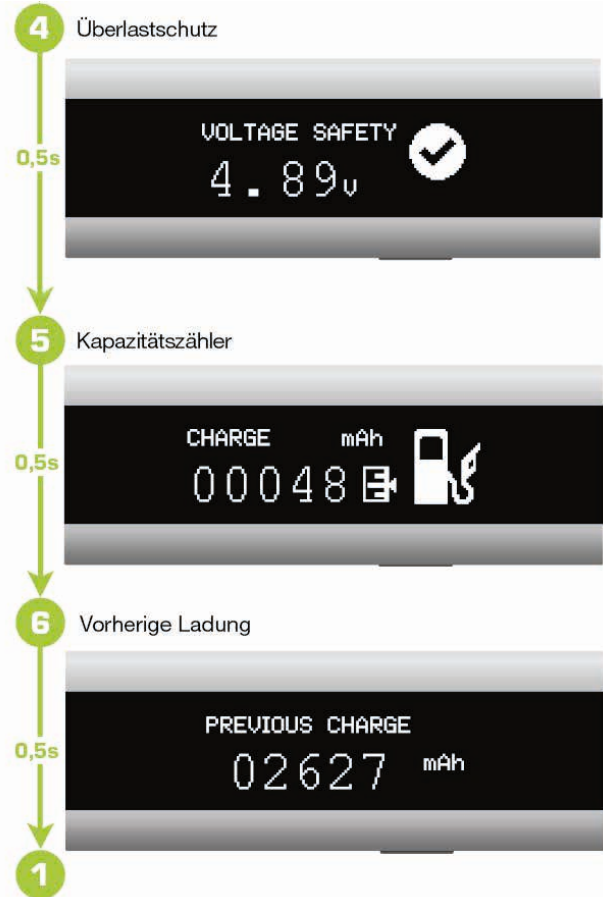 4 Überlastschutz
VOLTAGE SAFETY
4.89v
0,5s
5 Kapazitätszähler
CHARGE mAh
00048
0,5s
6 Vorherige Ladung
PREVIOUS CHARGE
02627 mAh
0,5s
1